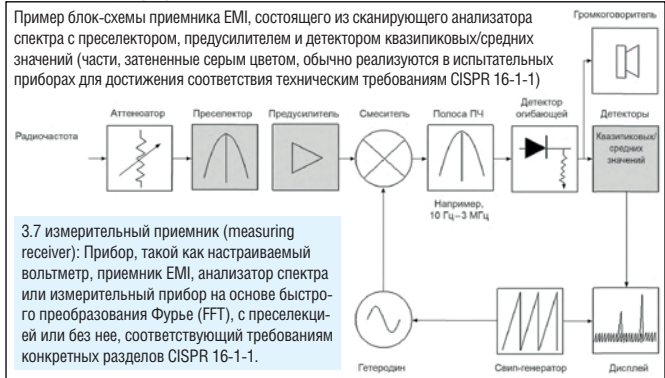 Пример блок-схемы приемника EMI, состоящего из сканирующего анализатора
спектра с преселектором, предусилителем и детектором квазипиковых/средних
значений (части, затененные серым цветом, обычно реализуются в испытательных
приборах для достижения соответствия техническим требованиям CISPR 16-1-1)
Громкоговоритель
Радиочастота
Аттенюатор
Преселектор
Предусилитель
Смеситель
Полоса ПЧ
Детектор
огибающей
Детекторы
Квазипиковых/
средних
значений
Например,
10 Гц–3 МГц
3.7 измерительный приемник (measuring
receiver): Прибор, такой как настраиваемый
вольтметр, приемник EMI, анализатор спектра
или измерительный прибор на основе быстро-
го преобразования Фурье (FFT), с преселекци-
ей или без нее, соответствующий требованиям
конкретных разделов CISPR 16-1-1.
Гетеродин
Свип-генератор
Дисплей